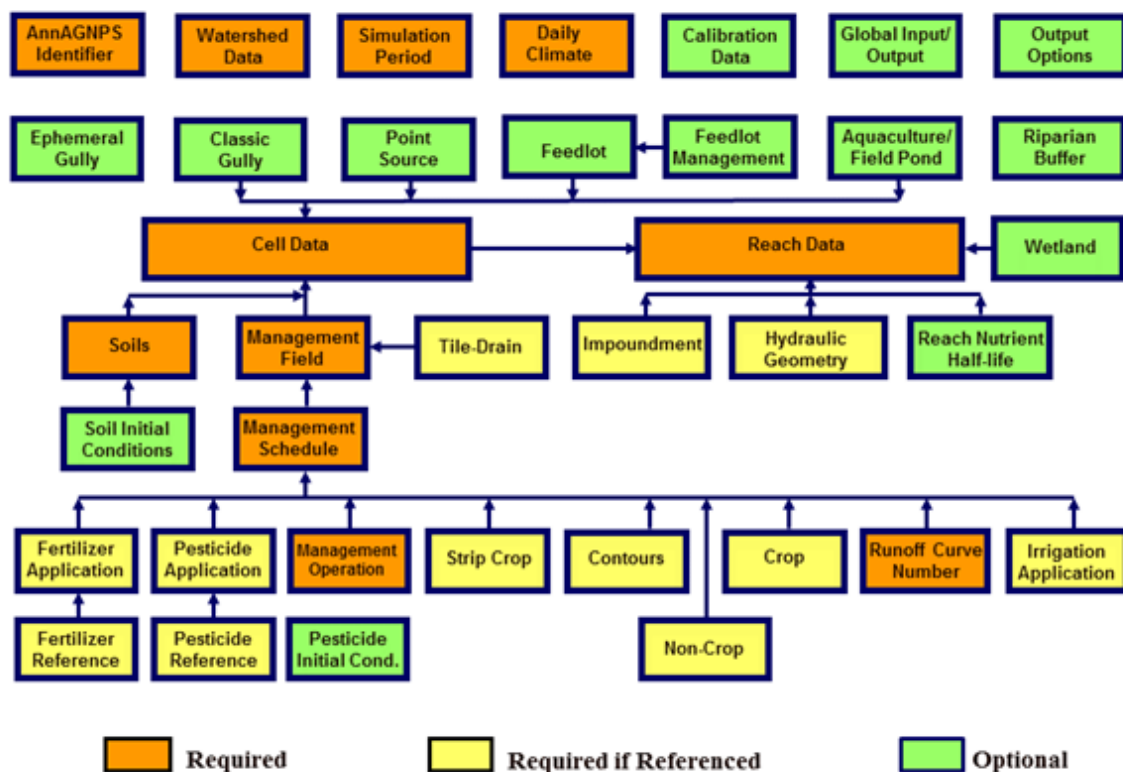 AnnAGNPS
Identifier
Watershed
Data
Simulation
Period
Daily
Climate
Calibration
Data
Global Input/
Output
Output
Options
Ephemeral
Gully
Classic
Gully
Point
Source
Feedlot
Feedlot
Management
Aquaculture/
Field Pond
Riparian
Buffer
Cell Data
Reach Data
Wetland
Soils
Management
Field
Tile-Drain
Impoundment
Hydraulic
Geometry
Reach Nutrient
Half-life
Soil Initial
Conditions
Management
Schedule
Fertilizer
Application
Pesticide
Application
Management
Operation
Strip Crop
Contours
Crop
Runoff Curve
Number
Irrigation
Application
Fertilizer
Reference
Pesticide
Reference
Pesticide
Initial Cond.
Non-Crop
Required
Required if Referenced
Optional